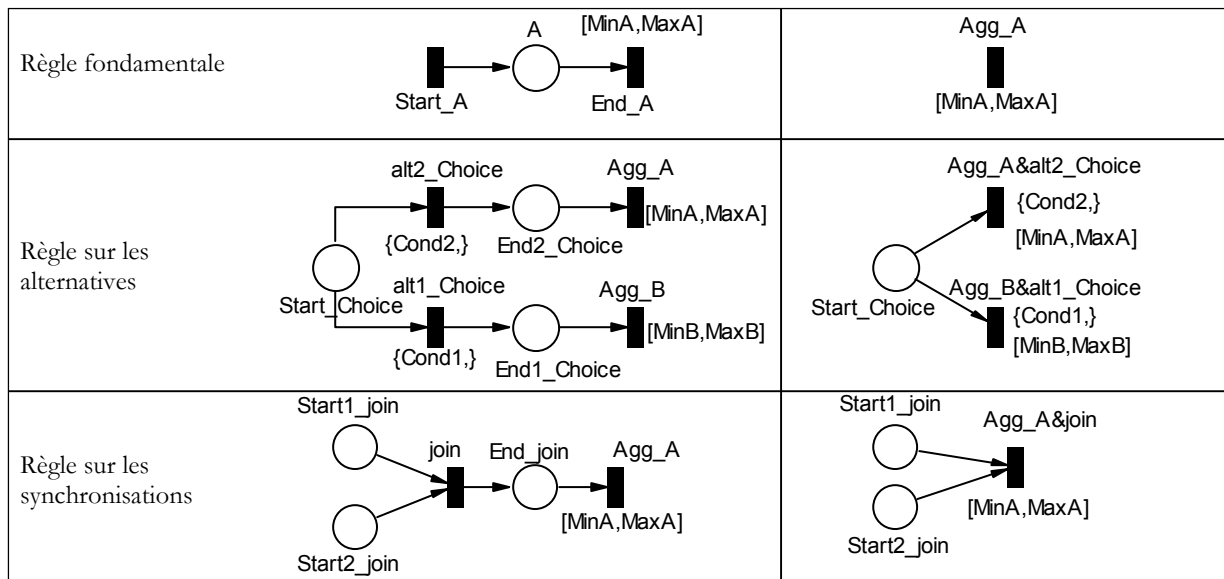 Règle fondamentale
A
[MinA,MaxA]
Start_A
End_A
Agg_A
[MinA,MaxA]
Règle sur les
alternatives
alt2_Choice
Agg_A
[MinA,MaxA]
{Cond2,}
End2_Choice
Start_Choice
alt1_Choice
Agg_B
[MinB,MaxB]
{Cond1,}
End1_Choice
Agg_A&alt2_Choice
{Cond2,}
[MinA,MaxA]
Start_Choice
Agg_B&alt1_Choice
{Cond1,}
[MinB,MaxB]
Règle sur les
synchronisations
Start1_join
join
End_join
Agg_A
[MinA,MaxA]
Start2_join
Start1_join
Agg_A&join
[MinA,MaxA]
Start2_join